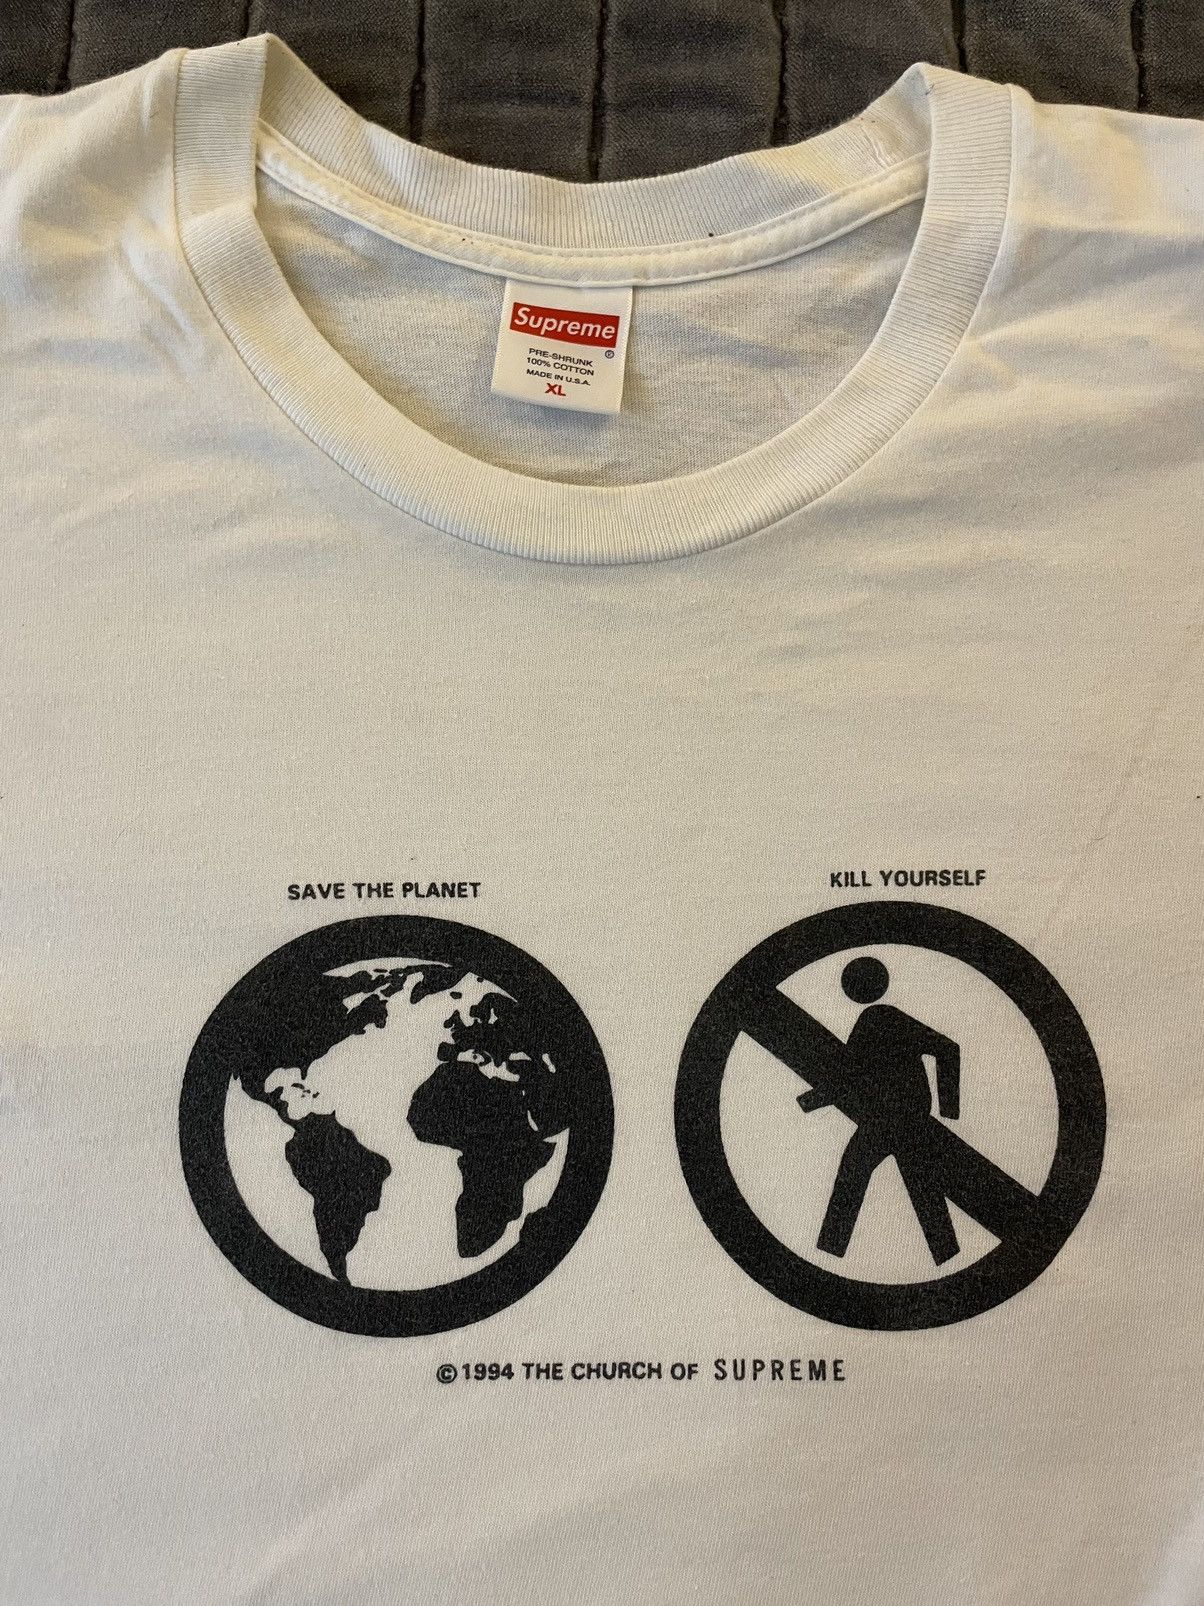 Supreme
®
PRE-SHRUNK
100% COTTON
MADE IN U.S.A.
XL
SAVE THE PLANET
KILL YOURSELF
©1994 THE CHURCH OF SUPREME